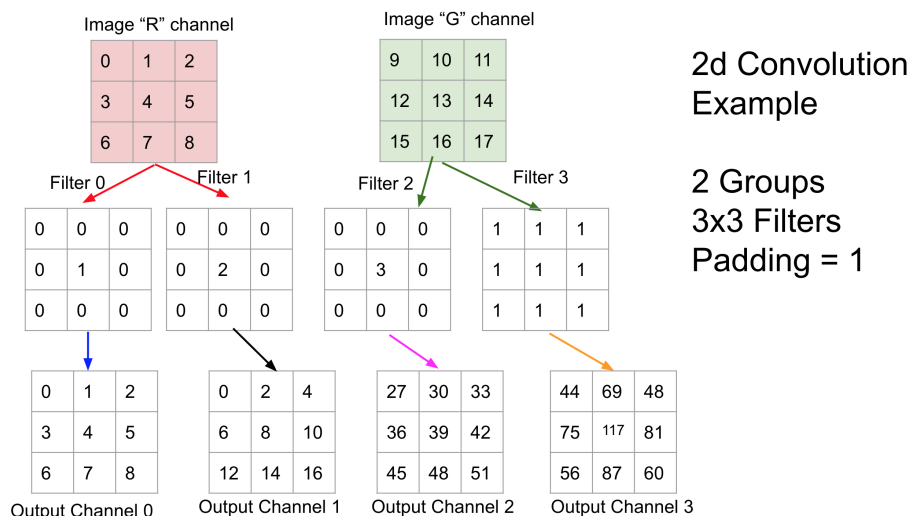 Image “R” channel
Image “G” channel
0 1 2
3 4 5
6 7 8
9 10 11
12 13 14
15 16 17
2d Convolution
Example
2 Groups
3x3 Filters
Padding = 1
Filter 0
Filter 1
Filter 2
Filter 3
0 0 0
0 1 0
0 0 0
0 0 0
0 2 0
0 0 0
0 0 0
0 3 0
0 0 0
1 1 1
1 1 1
1 1 1
0 1 2
3 4 5
6 7 8
0 2 4
6 8 10
12 14 16
27 30 33
36 39 42
45 48 51
44 69 48
75 117 81
56 87 60
Output Channel 0
Output Channel 1
Output Channel 2
Output Channel 3